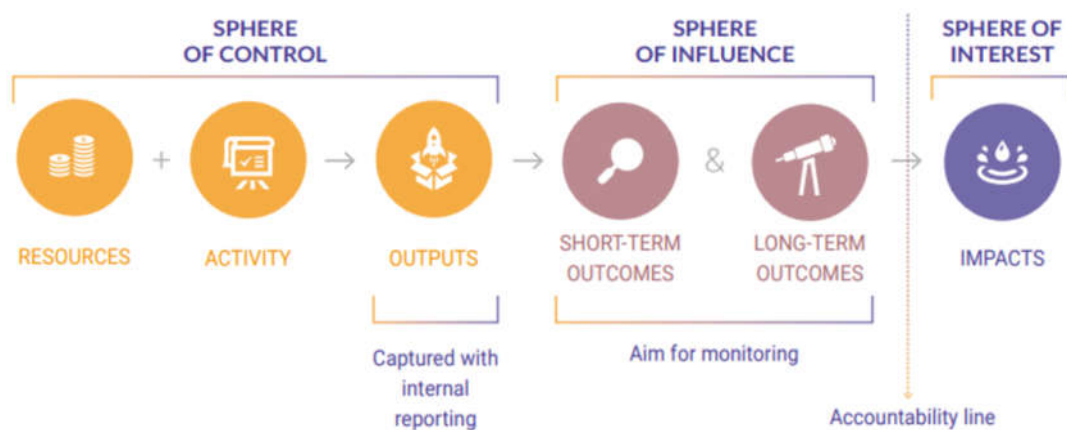 SPHERE
OF CONTROL
SPHERE
OF INFLUENCE
SPHERE OF
INTEREST
+
&
RESOURCES
ACTIVITY
OUTPUTS
SHORT-TERM
OUTCOMES
LONG-TERM
OUTCOMES
IMPACTS
Captured with
internal
reporting
Aim for monitoring
Accountability line